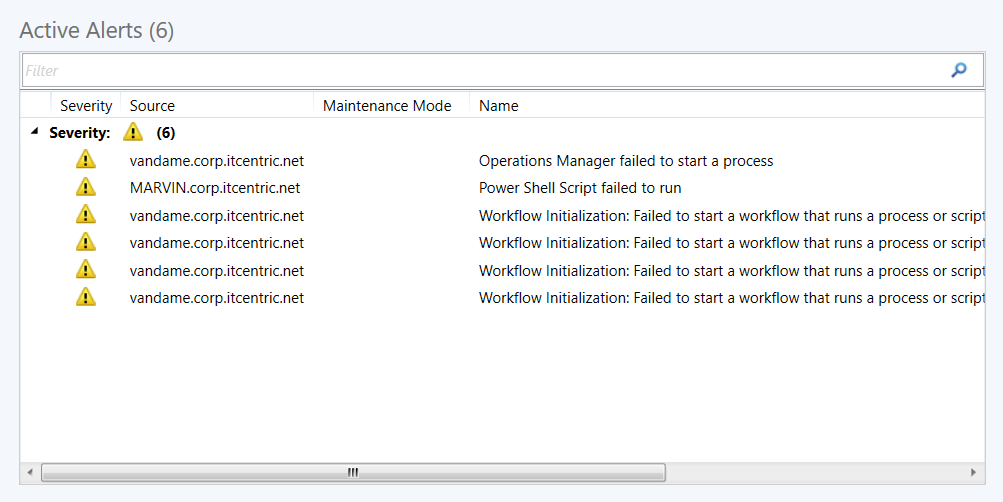 Active Alerts (6)
Filter
Severity Source Maintenance Mode Name
Severity: (6)
vandame.corp.itcentric.net Operations Manager failed to start a process
MARVIN.corp.itcentric.net Power Shell Script failed to run
vandame.corp.itcentric.net Workflow Initialization: Failed to start a workflow that runs a process or script
vandame.corp.itcentric.net Workflow Initialization: Failed to start a workflow that runs a process or script
vandame.corp.itcentric.net Workflow Initialization: Failed to start a workflow that runs a process or script
vandame.corp.itcentric.net Workflow Initialization: Failed to start a workflow that runs a process or script